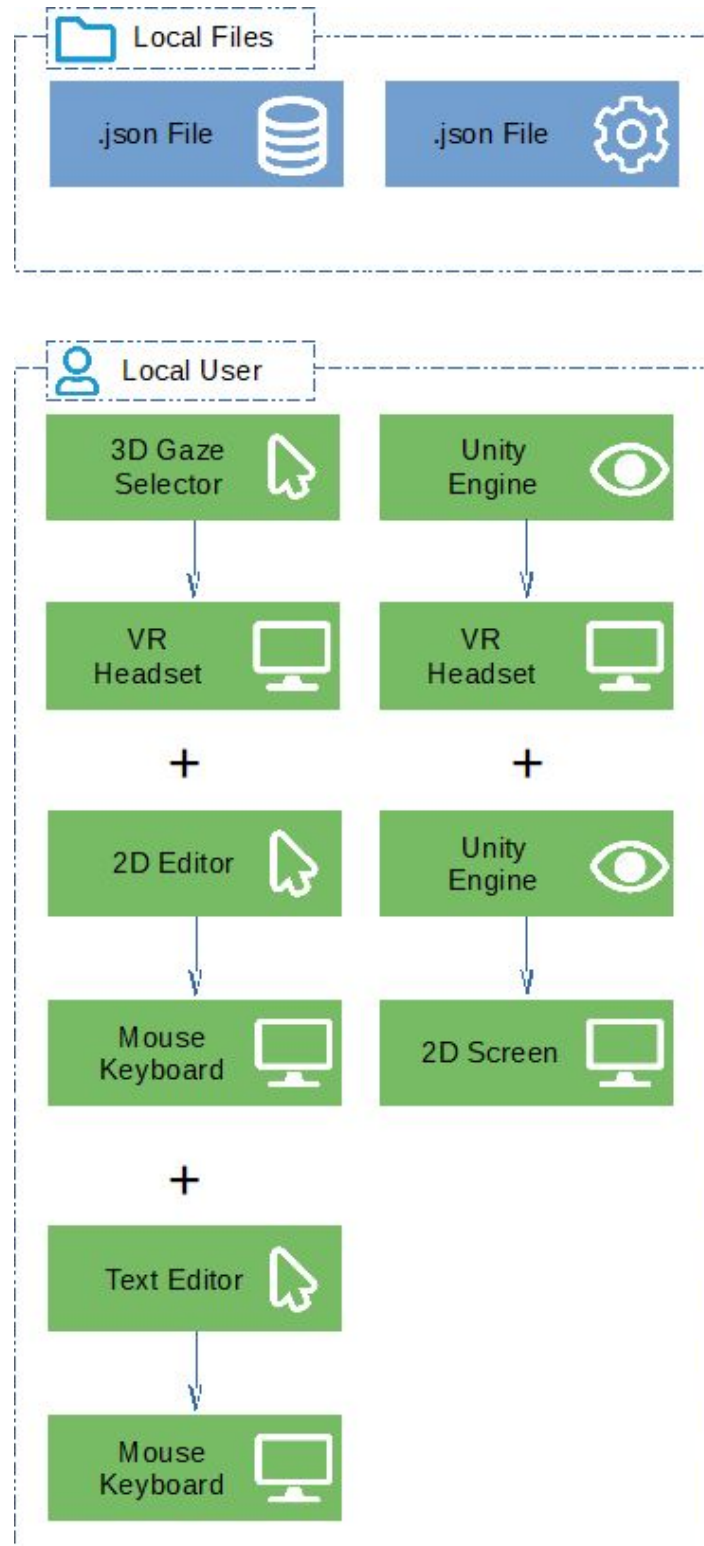 Local Files
.json File
.json File
Local User
3D Gaze
Selector
Unity
Engine
VR
Headset
VR
Headset
+
+
2D Editor
Unity
Engine
Mouse
Keyboard
2D Screen
+
Text Editor
Mouse
Keyboard